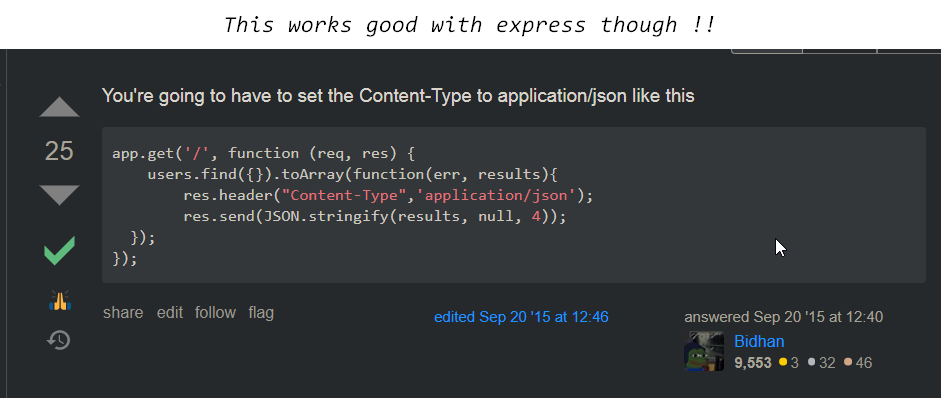 This works good with express though !!
You're going to have to set the Content-Type to application/json like this
25
app.get('/', function (req, res) {
    users.find({}).toArray(function(err, results){
        res.header("Content-Type",'application/json');
        res.send(JSON.stringify(results, null, 4));
  });
});
share edit follow flag
edited Sep 20 '15 at 12:46
answered Sep 20 '15 at 12:40
Bidhan
9,553 3 32 46